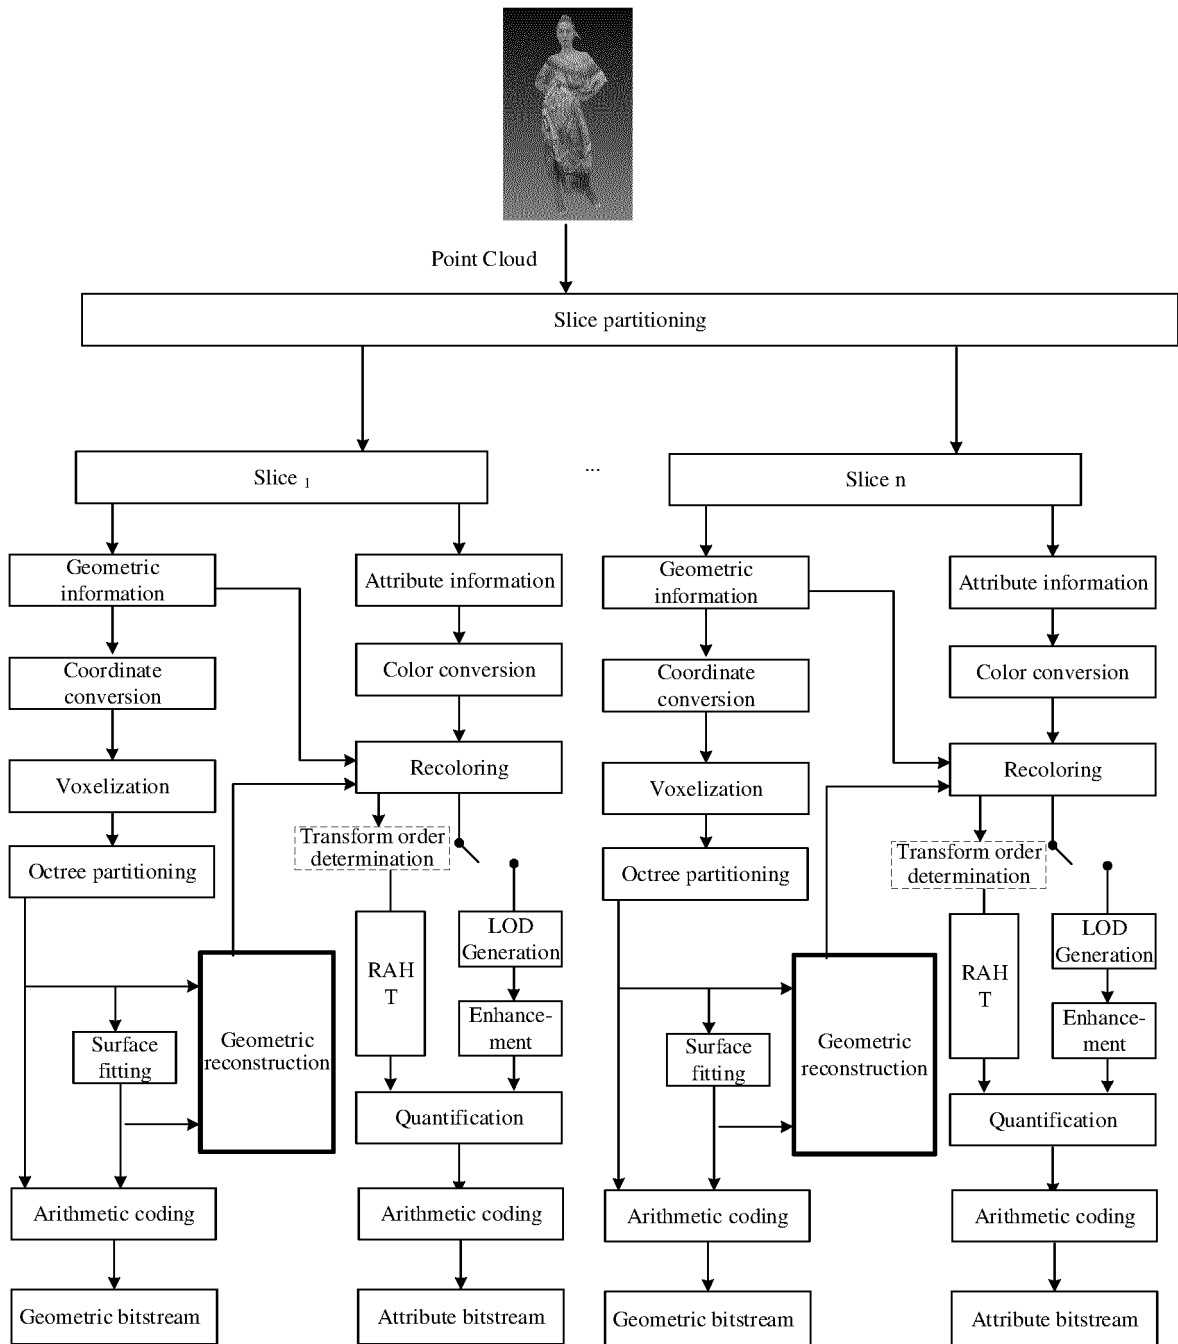 Point Cloud
Slice partitioning
Slice 1
...
Slice n
Geometric
information
Attribute information
Coordinate
conversion
Color conversion
Voxelization
Recoloring
Transform order
determination
Octree partitioning
LOD
Generation
RAH
T
Enhance-
ment
Surface
fitting
Geometric
reconstruction
Quantification
Arithmetic coding
Arithmetic coding
Geometric bitstream
Attribute bitstream
Geometric
information
Attribute information
Coordinate
conversion
Color conversion
Voxelization
Recoloring
Transform order
determination
Octree partitioning
LOD
Generation
RAH
T
Enhance-
ment
Surface
fitting
Geometric
reconstruction
Quantification
Arithmetic coding
Arithmetic coding
Geometric bitstream
Attribute bitstream